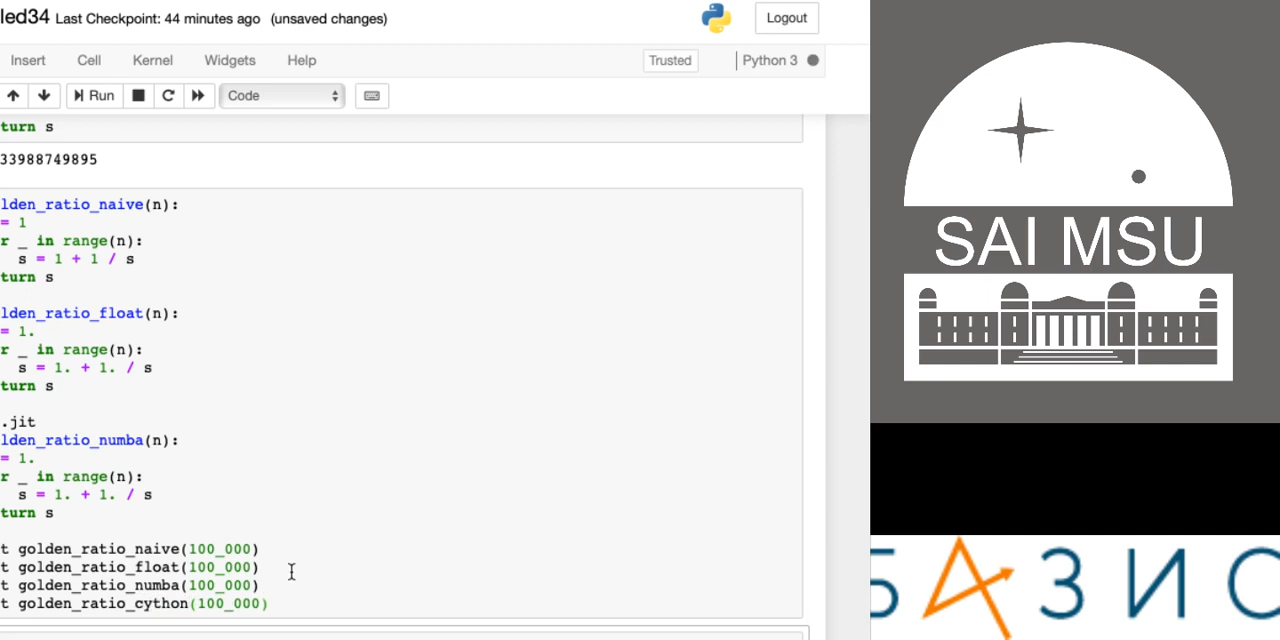 led34 Last Checkpoint: 44 minutes ago (unsaved changes)
Logout
Insert Cell Kernel Widgets Help
Trusted
Python 3
Run
Code
turn s
33988749895
lden_ratio_naive(n):
= 1
r _ in range(n):
s = 1 + 1 / s
turn s
lden_ratio_float(n):
= 1.
r _ in range(n):
s = 1. + 1. / s
turn s
.jit
lden_ratio_numba(n):
= 1.
r _ in range(n):
s = 1. + 1. / s
turn s
t golden_ratio_naive(100_000)
t golden_ratio_float(100_000)
t golden_ratio_numba(100_000)
t golden_ratio_cython(100_000)
SAI MSU
БАЗИС